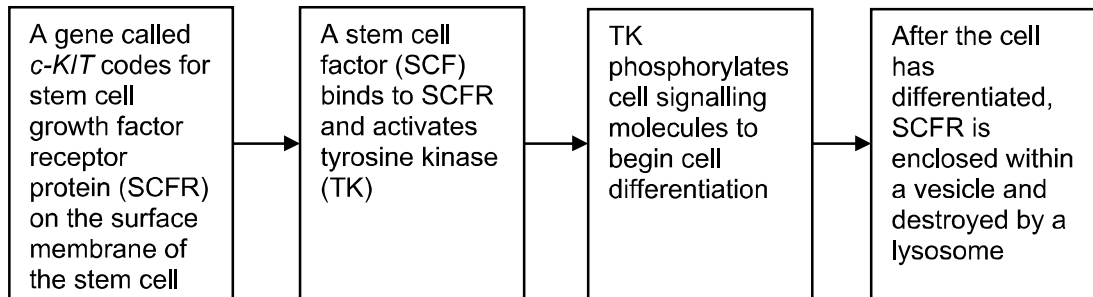 A gene called
c-KIT codes for
stem cell
growth factor
receptor
protein (SCFR)
on the surface
membrane of
the stem cell
A stem cell
factor (SCF)
binds to SCFR
and activates
tyrosine kinase
(TK)
TK
phosphorylates
cell signalling
molecules to
begin cell
differentiation
After the cell
has
differentiated,
SCFR is
enclosed within
a vesicle and
destroyed by a
lysosome